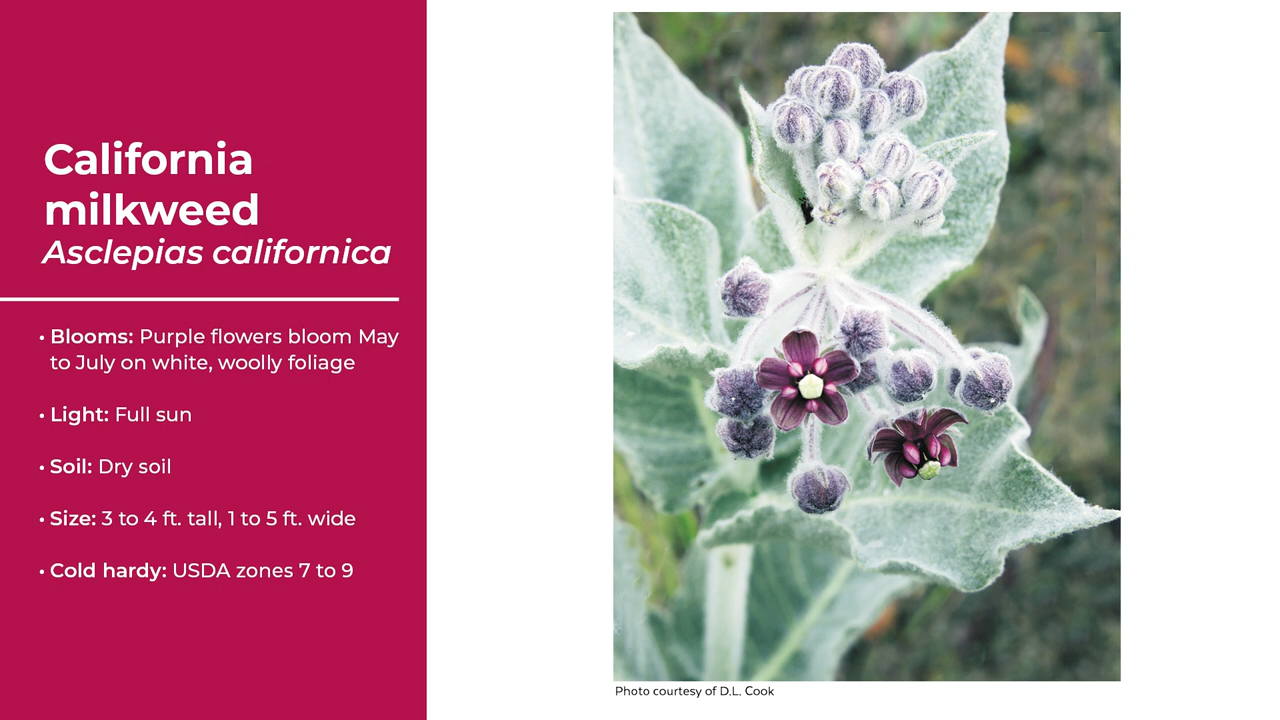 California
milkweed
Asclepias californica
• Blooms: Purple flowers bloom May
to July on white, woolly foliage
• Light: Full sun
• Soil: Dry soil
• Size: 3 to 4 ft. tall, 1 to 5 ft. wide
• Cold hardy: USDA zones 7 to 9
Photo courtesy of D.L. Cook